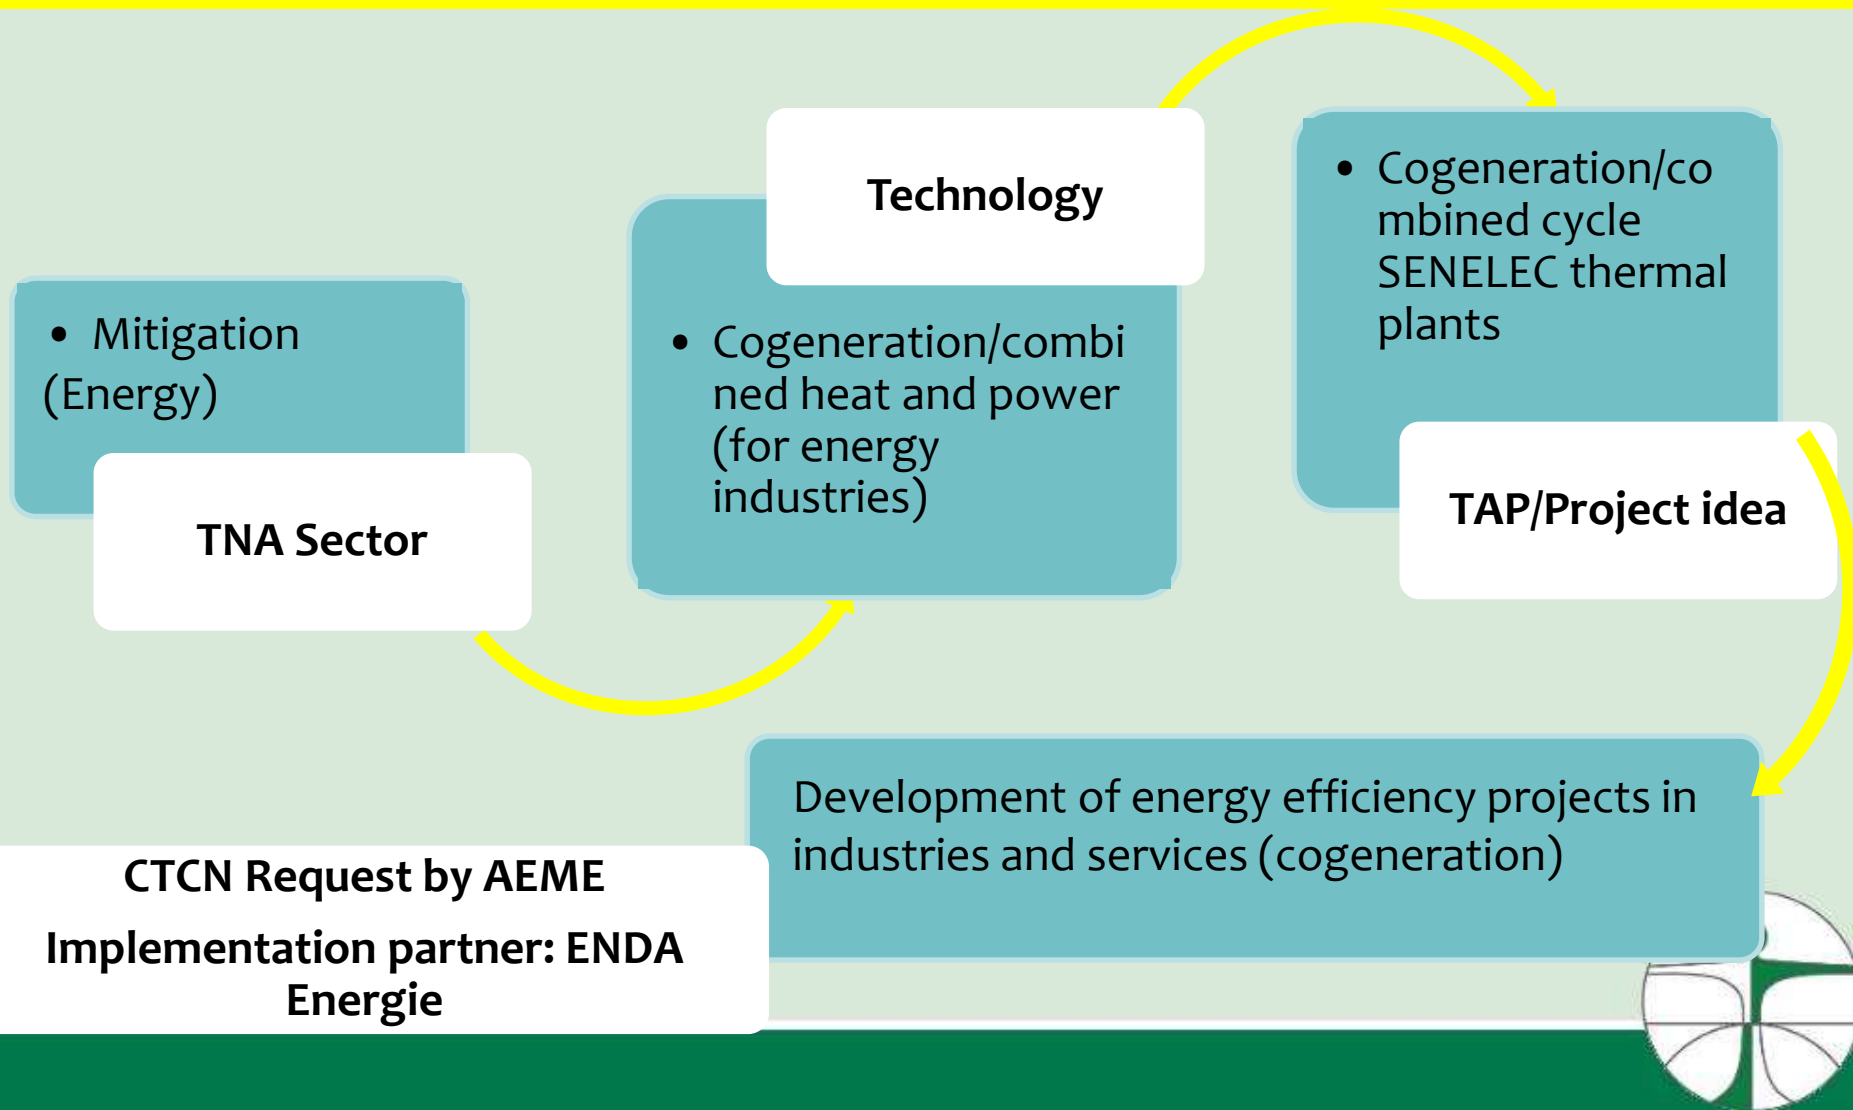 • Mitigation
(Energy)
TNA Sector
Technology
• Cogeneration/combi
ned heat and power
(for energy
industries)
• Cogeneration/co
mbined cycle
SENELEC thermal
plants
TAP/Project idea
Development of energy efficiency projects in
industries and services (cogeneration)
CTCN Request by AEME
Implementation partner: ENDA
Energie